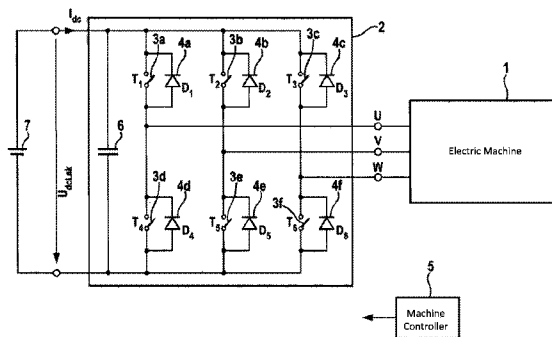 I_dc
2
3a 4a 3b 4b 3c 4c
1
T1 D1 T2 D2 T3 D3
7
6
U
V
W
Electric Machine
3d 4d 3e 4e 3f 4f
T4 D4 T5 D5 T6 D6
5
Machine
Controller